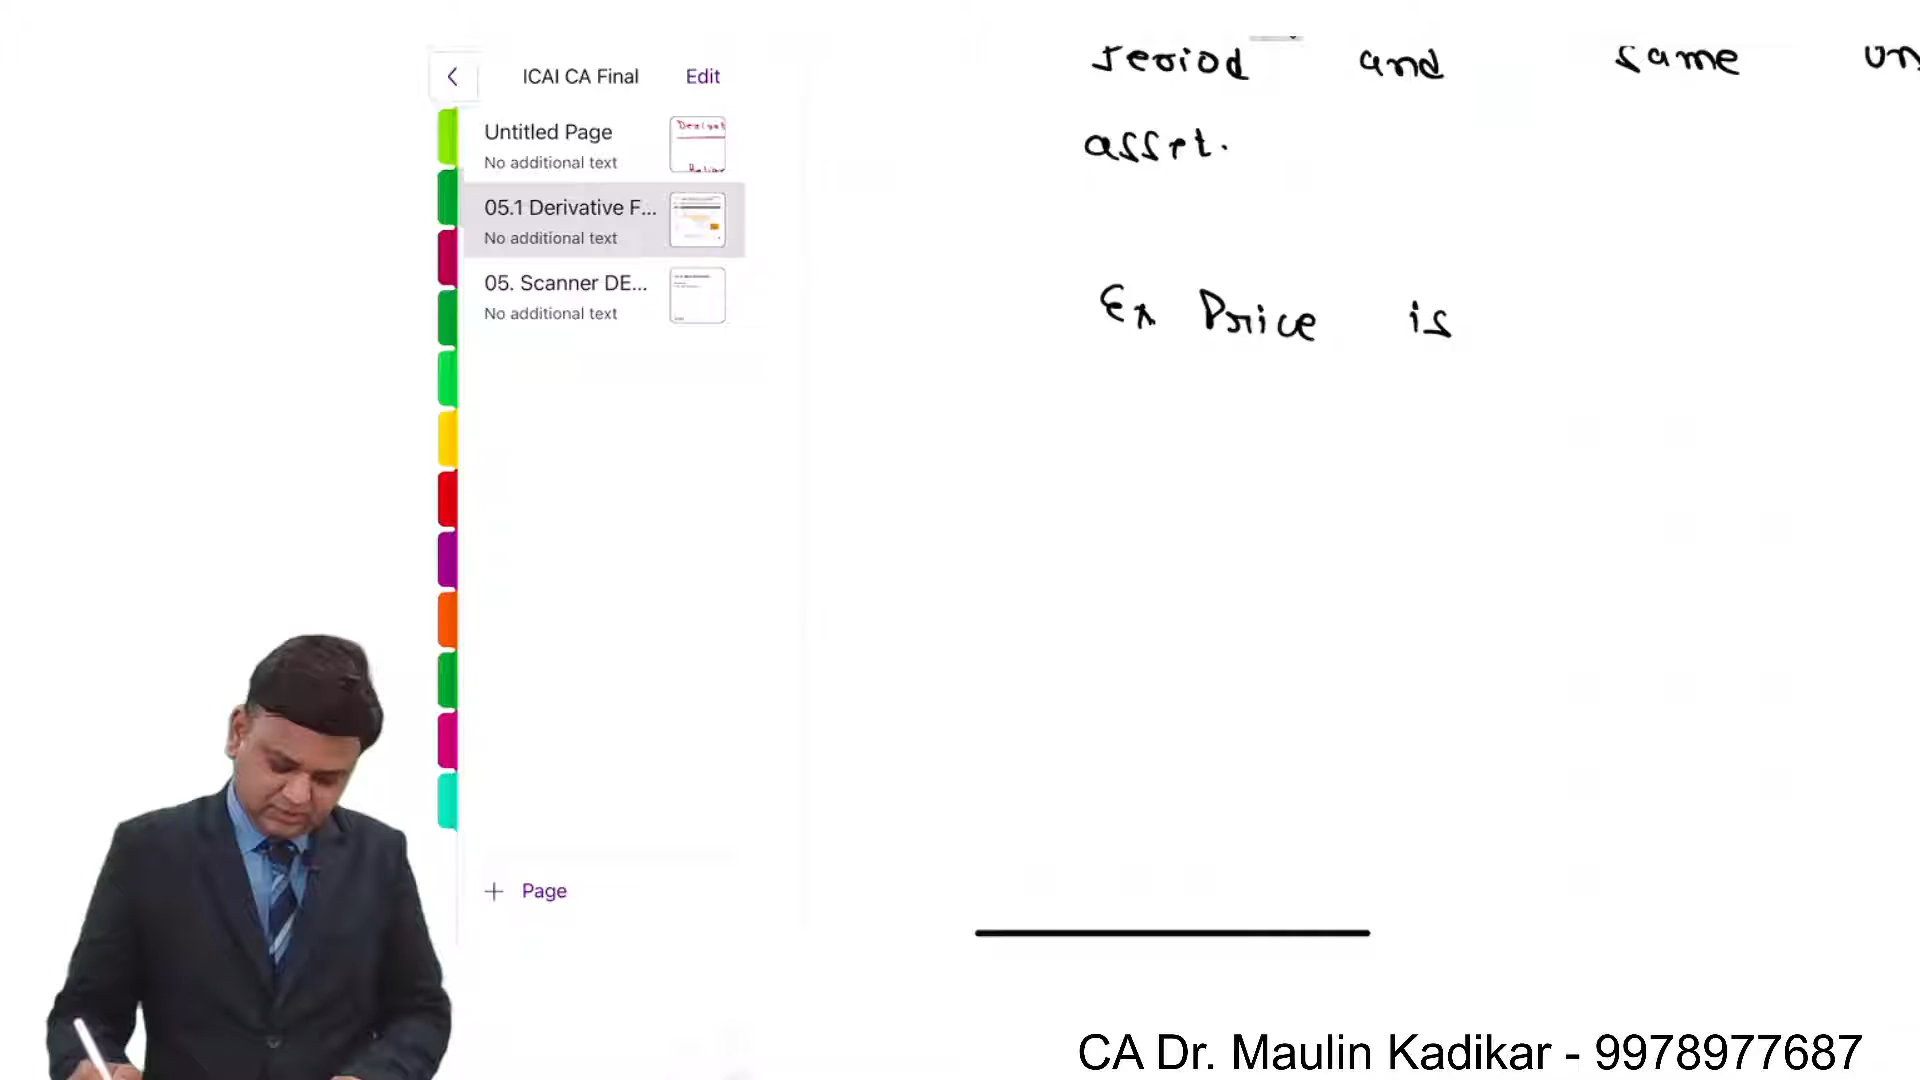 ICAI CA Final
Edit
Untitled Page
No additional text
05.1 Derivative F...
No additional text
05. Scanner DE...
No additional text
+ Page
Period and same un
asset.
Ex Price is
CA Dr. Maulin Kadikar - 9978977687